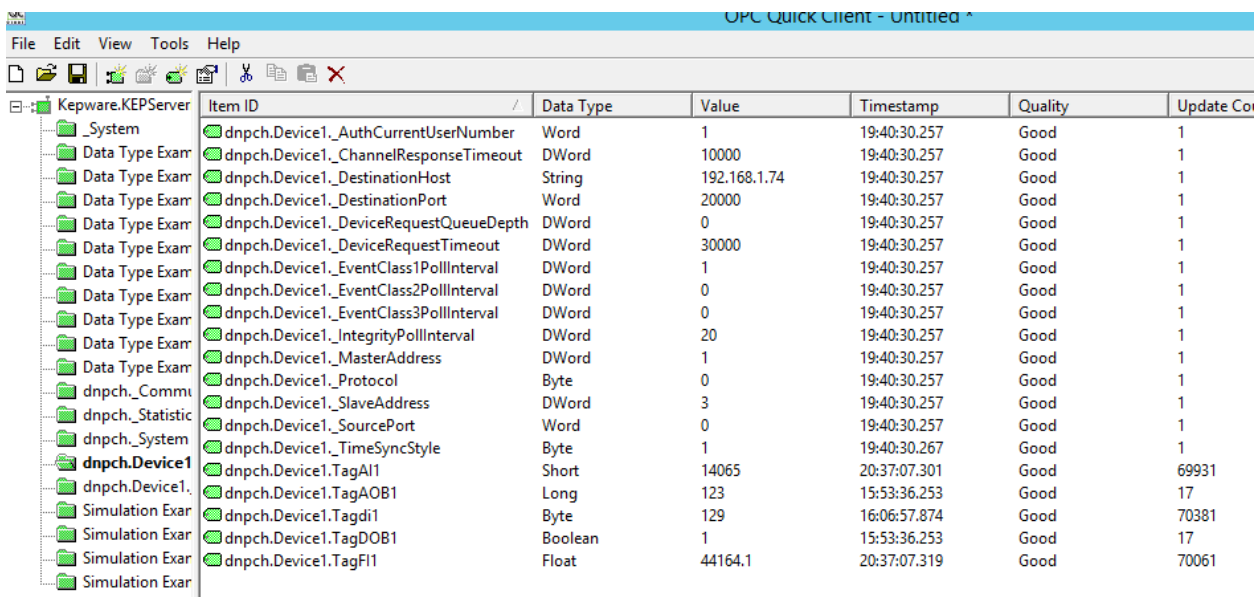 OPC Quick Client - Untitled *
File Edit View Tools Help
Kepware.KEPServer Item ID Data Type Value Timestamp Quality Update Cou
_System dnpch.Device1._AuthCurrentUserNumber Word 1 19:40:30.257 Good 1
Data Type Exam dnpch.Device1._ChannelResponseTimeout DWord 10000 19:40:30.257 Good 1
Data Type Exam dnpch.Device1._DestinationHost String 192.168.1.74 19:40:30.257 Good 1
Data Type Exam dnpch.Device1._DestinationPort Word 20000 19:40:30.257 Good 1
Data Type Exam dnpch.Device1._DeviceRequestQueueDepth DWord 0 19:40:30.257 Good 1
Data Type Exam dnpch.Device1._DeviceRequestTimeout DWord 30000 19:40:30.257 Good 1
Data Type Exam dnpch.Device1._EventClass1PollInterval DWord 1 19:40:30.257 Good 1
Data Type Exam dnpch.Device1._EventClass2PollInterval DWord 0 19:40:30.257 Good 1
Data Type Exam dnpch.Device1._EventClass3PollInterval DWord 0 19:40:30.257 Good 1
Data Type Exam dnpch.Device1._IntegrityPollInterval DWord 20 19:40:30.257 Good 1
Data Type Exam dnpch.Device1._MasterAddress DWord 1 19:40:30.257 Good 1
dnpch._Commu dnpch.Device1._Protocol Byte 0 19:40:30.257 Good 1
dnpch._Statistic dnpch.Device1._SlaveAddress DWord 3 19:40:30.257 Good 1
dnpch._System dnpch.Device1._SourcePort Word 0 19:40:30.257 Good 1
dnpch.Device1 dnpch.Device1._TimeSyncStyle Byte 1 19:40:30.267 Good 1
dnpch.Device1. dnpch.Device1.TagAI1 Short 14065 20:37:07.301 Good 69931
Simulation Exar dnpch.Device1.TagAOB1 Long 123 15:53:36.253 Good 17
Simulation Exar dnpch.Device1.Tagdi1 Byte 129 16:06:57.874 Good 70381
Simulation Exar dnpch.Device1.TagDOB1 Boolean 1 15:53:36.253 Good 17
Simulation Exar dnpch.Device1.TagFI1 Float 44164.1 20:37:07.319 Good 70061